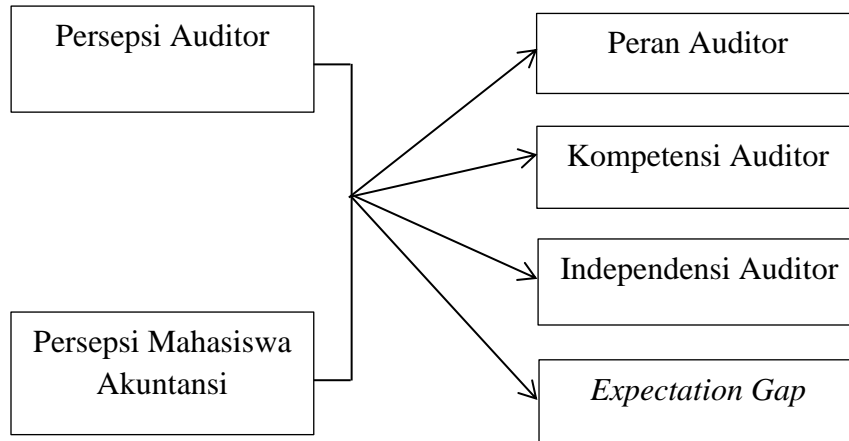 Persepsi Auditor
Peran Auditor
Kompetensi Auditor
Independensi Auditor
Persepsi Mahasiswa
Akuntansi
Expectation Gap